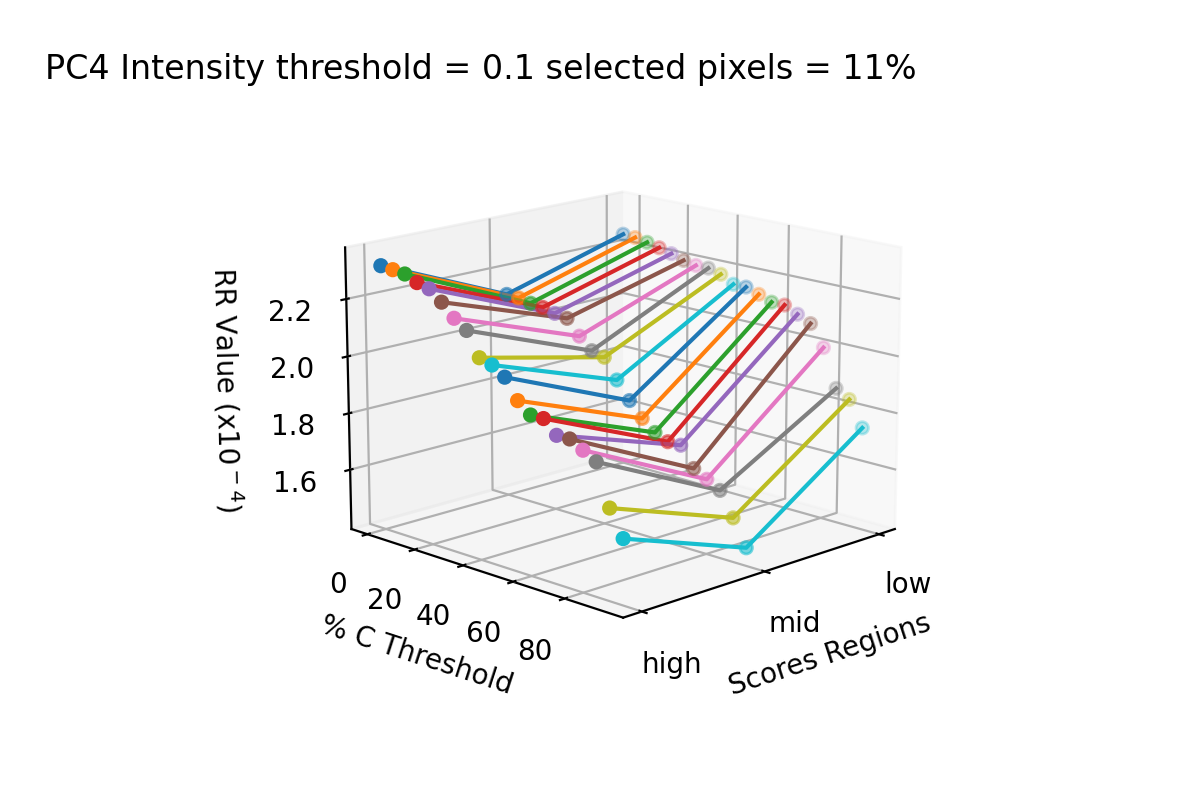 PC4 Intensity threshold = 0.1 selected pixels = 11%
RR Value (x10⁻⁴)
2.2
2.0
1.8
1.6
0
20
40
60
80
% C Threshold
high
mid
low
Scores Regions